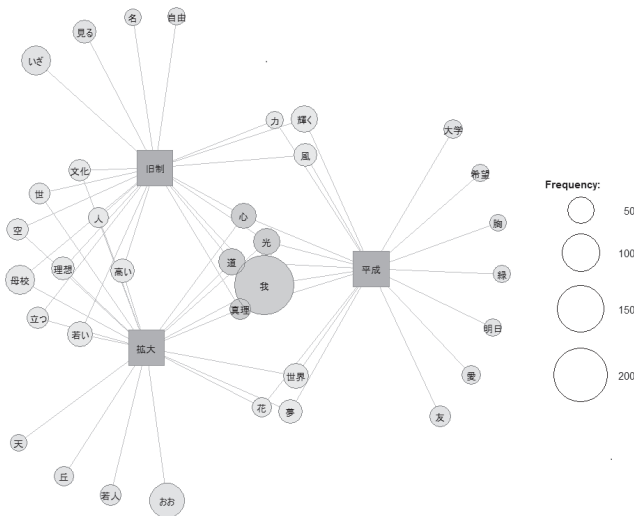 名
自由
見る
いざ
力
輝く
大学
風
旧制
文化
希望
Frequency:
世
50
人
心
胸
空
光
100
道
理想
高い
平成
縁
母校
我
真理
150
立つ
明日
若い
拡大
世界
愛
200
花
夢
友
天
丘
若人
おお